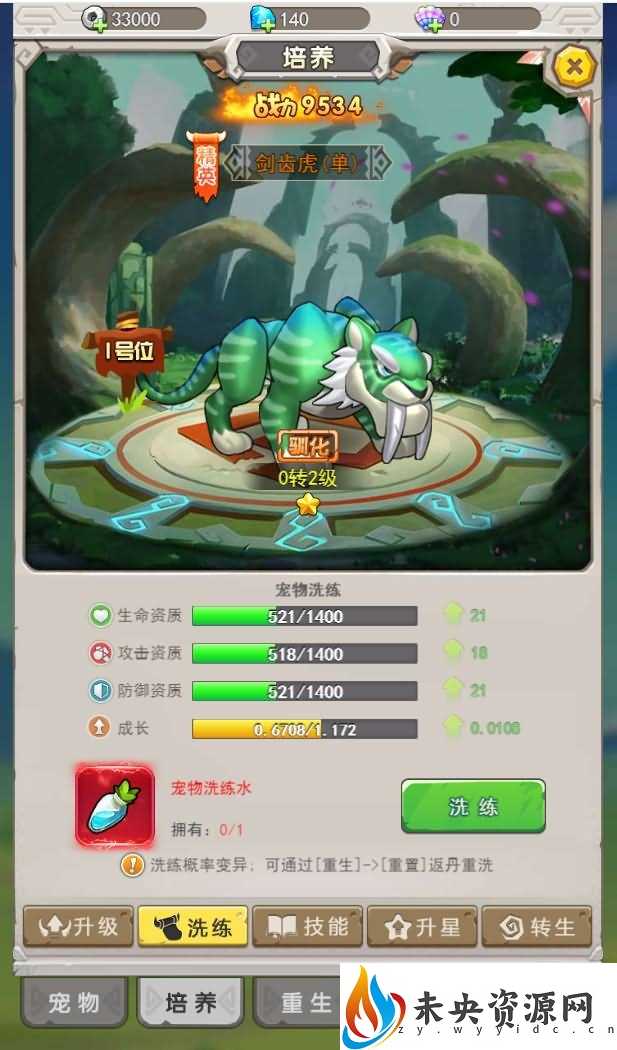 33000 140 0
培养
战力9534
精英
剑齿虎(单)
1号位
驯化
0转2级
宠物洗练
生命资质 521/1400 21
攻击资质 518/1400 18
防御资质 521/1400 21
成长 0.6708/1.172 0.0108
宠物洗练水
拥有: 0/1
洗练
洗练概率变异; 可通过[重生]->[重置]返丹重洗
升级 洗练 技能 升星 转生
宠物 培养 重生
未央资源网
zy.wyyidc.cn